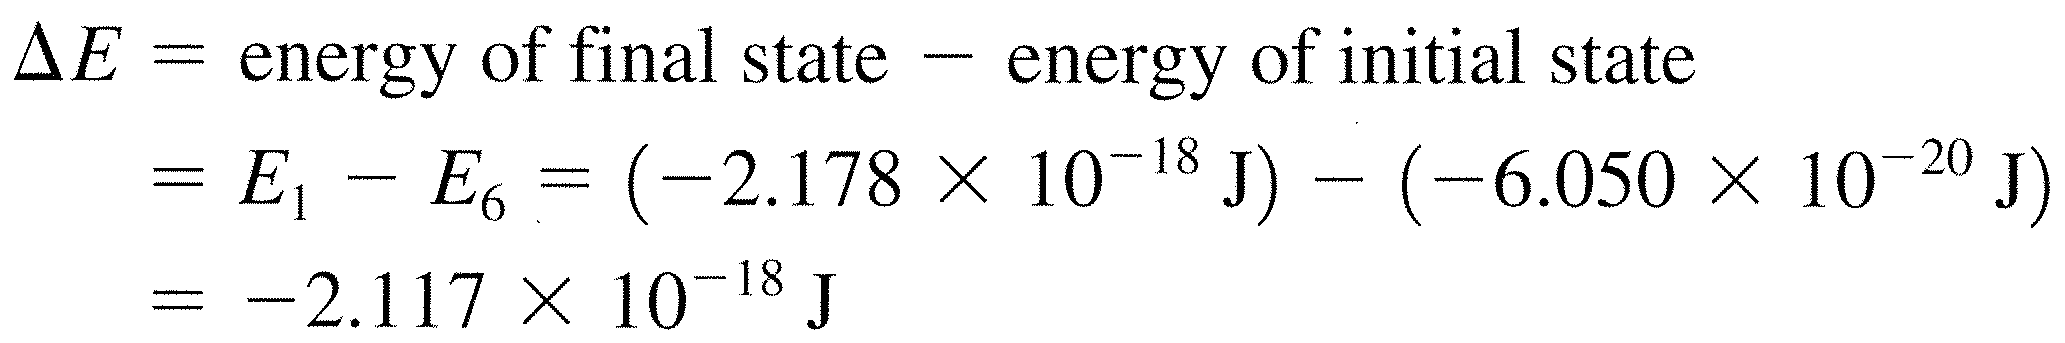 ΔE = energy of final state − energy of initial state
= E₁ − E₆ = (−2.178 × 10⁻¹⁸ J) − (−6.050 × 10⁻²⁰ J)
= −2.117 × 10⁻¹⁸ J